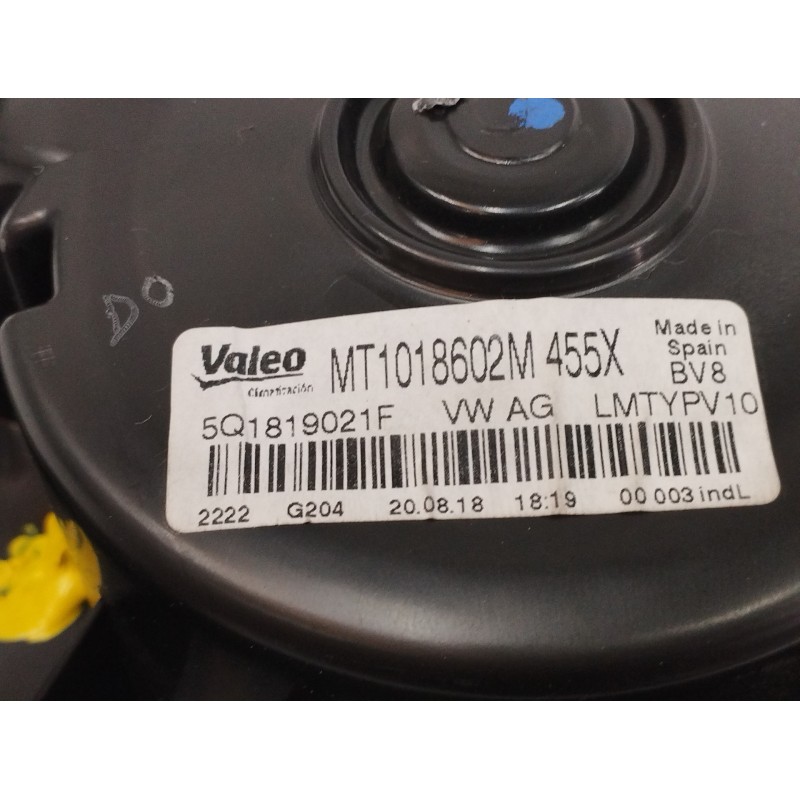 DO
Valeo
Climatización
MT1018602M 455X
Made in
Spain
BV8
5Q1819021F VW AG LMTYPV10
2222 G204 20.08.18 18:19 00 003 indL